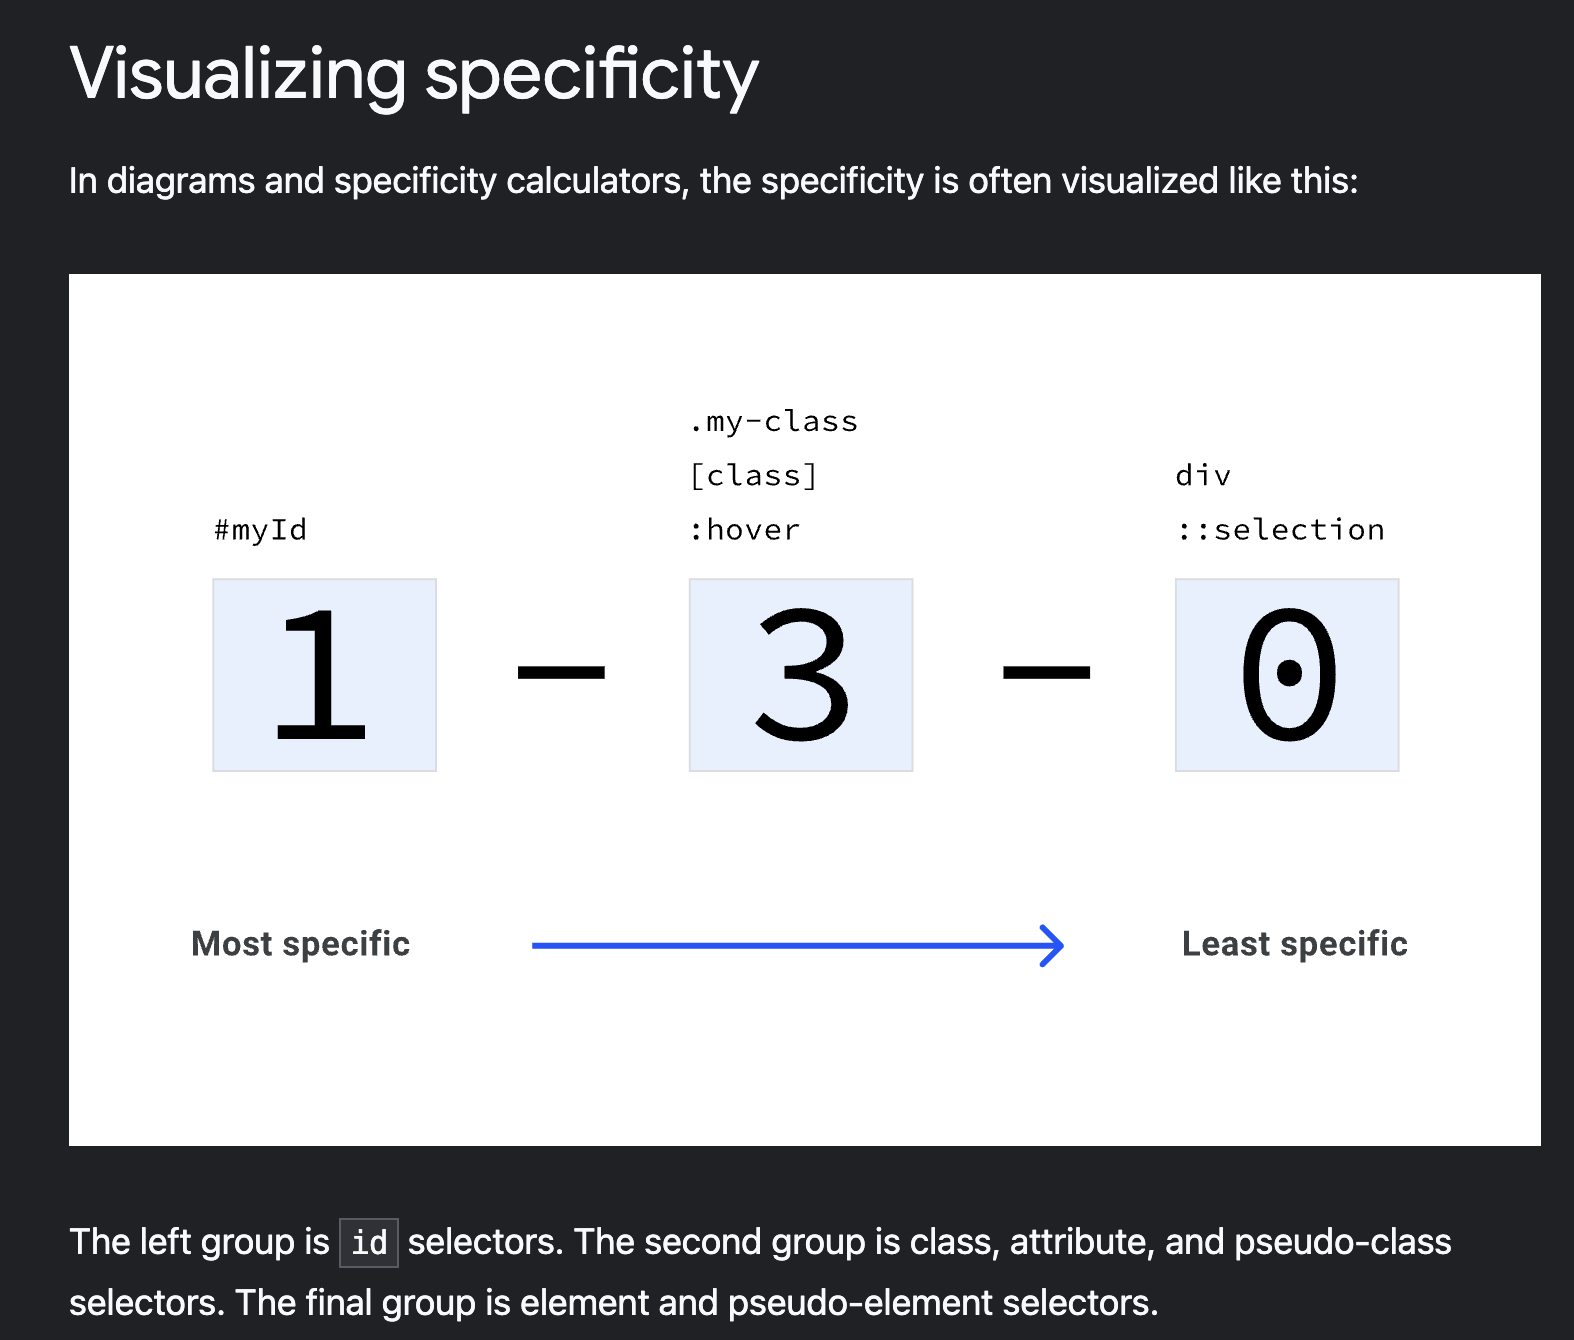 Visualizing specificity
In diagrams and specificity calculators, the specificity is often visualized like this:
#myId
.my-class
[class]
:hover
div
::selection
1 – 3 – 0
Most specific
Least specific
The left group is id selectors. The second group is class, attribute, and pseudo-class
selectors. The final group is element and pseudo-element selectors.